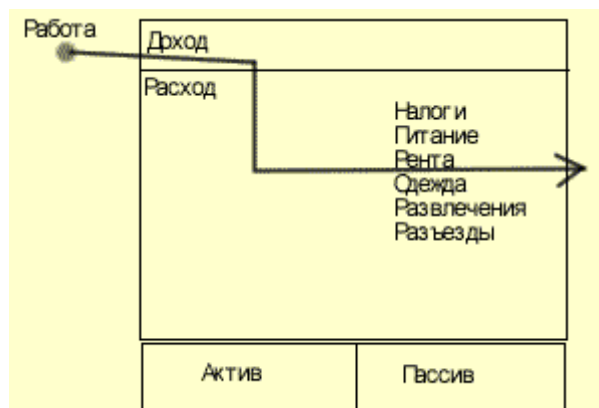 Работа
Доход
Расход
Налоги
Питание
Рента
Одежда
Развлечения
Разъезды
Актив
Пассив